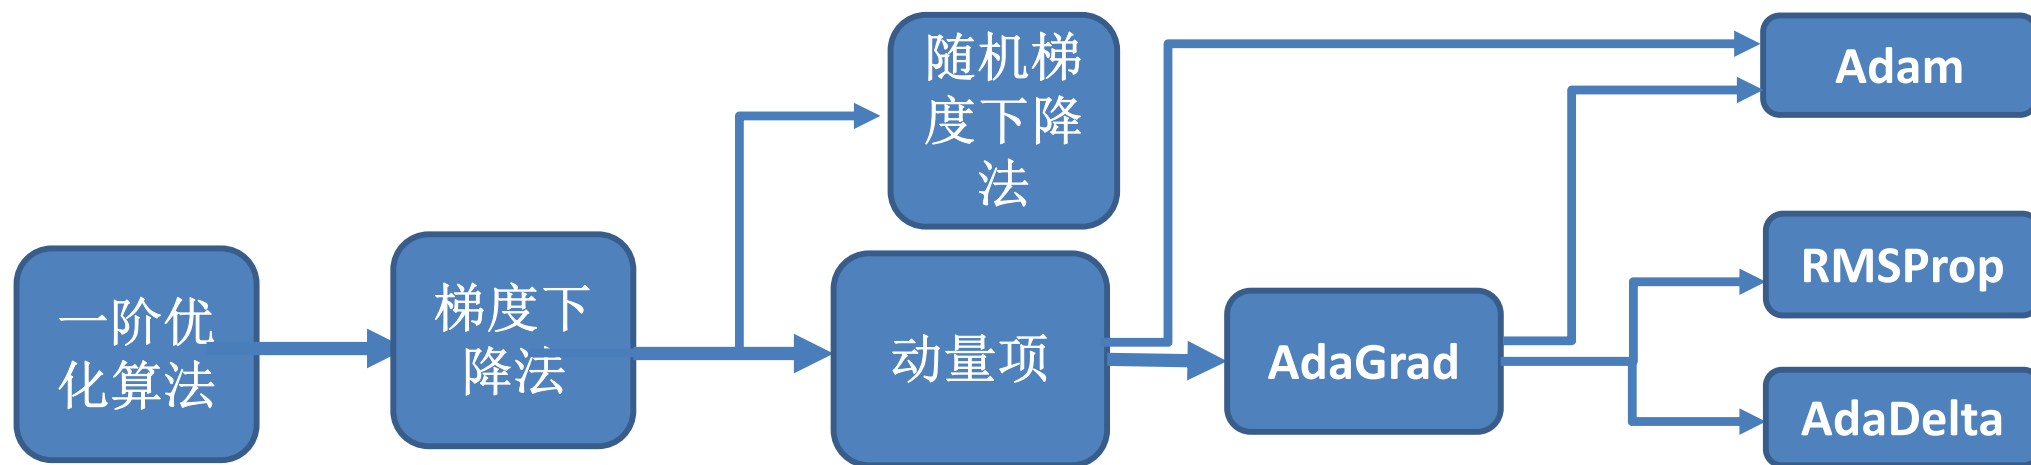 一阶优
化算法
梯度下
降法
随机梯
度下降
法
动量项
AdaGrad
Adam
RMSProp
AdaDelta